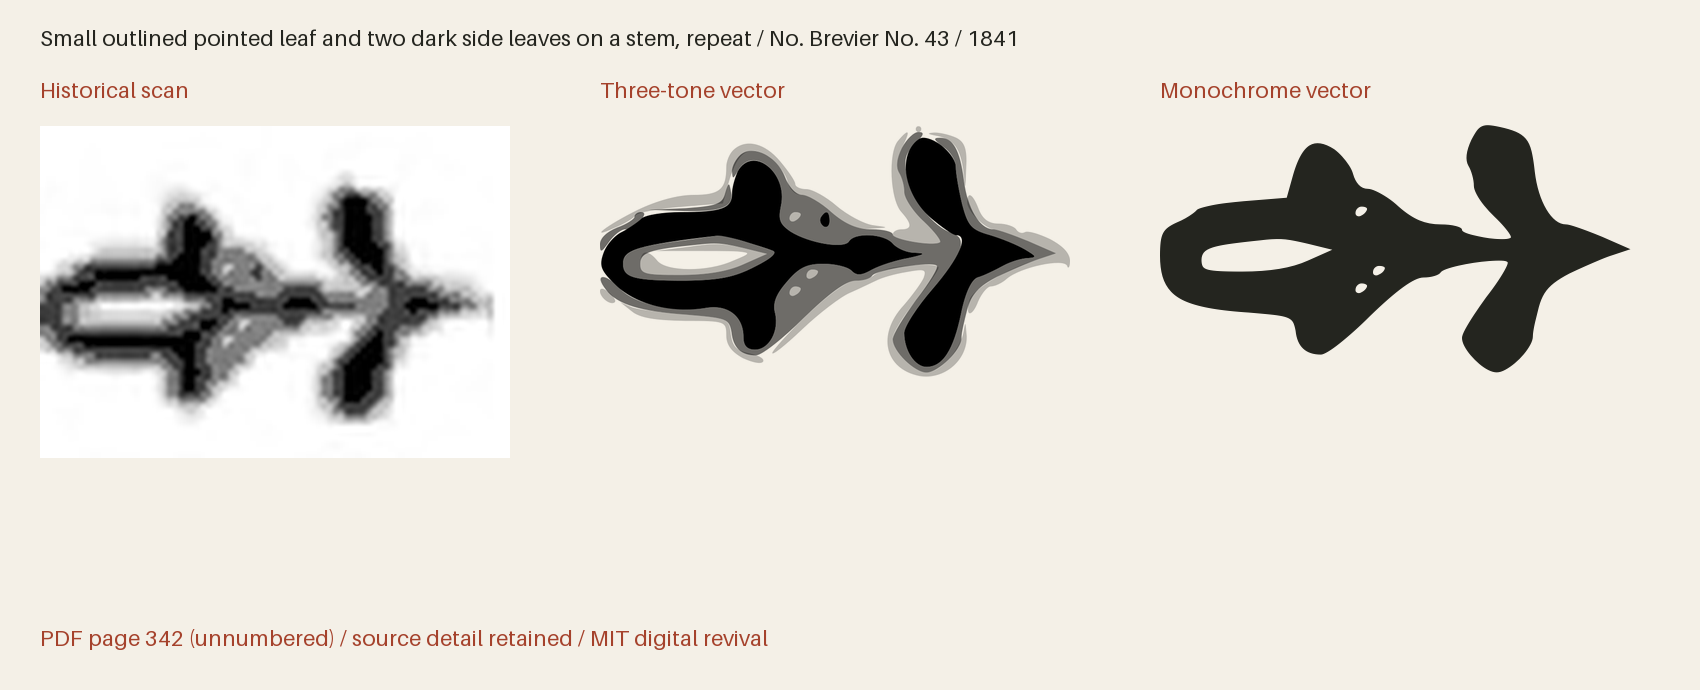 Small outlined pointed leaf and two dark side leaves on a stem, repeat / No. Brevier No. 43 / 1841
Historical scan
Three-tone vector
Monochrome vector
PDF page 342 (unnumbered) / source detail retained / MIT digital revival